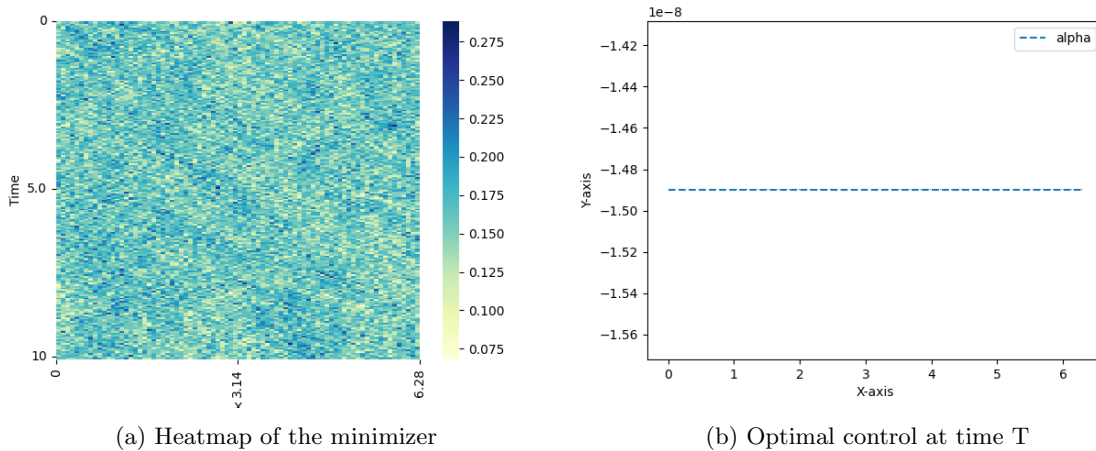 0
5.0
10
Time
0
x 3.14
6.28
0.275
0.250
0.225
0.200
0.175
0.150
0.125
0.100
0.075
(a) Heatmap of the minimizer
1e−8
−1.42
−1.44
−1.46
−1.48
−1.50
−1.52
−1.54
−1.56
Y-axis
alpha
0 1 2 3 4 5 6
X-axis
(b) Optimal control at time T